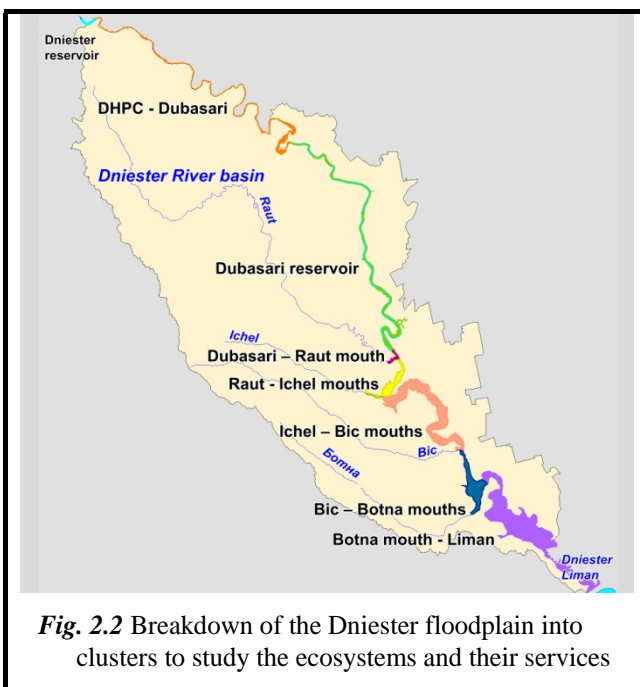 Dniester
reservoir
DHPC - Dubasari
Dniester River basin
Raut
Dubasari reservoir
Ichel
Dubasari – Raut mouth
Raut - Ichel mouths
Ichel – Bic mouths
Bic
Ботна
Bic – Botna mouths
Botna mouth - Liman
Dniester
Liman
Fig. 2.2 Breakdown of the Dniester floodplain into
clusters to study the ecosystems and their services